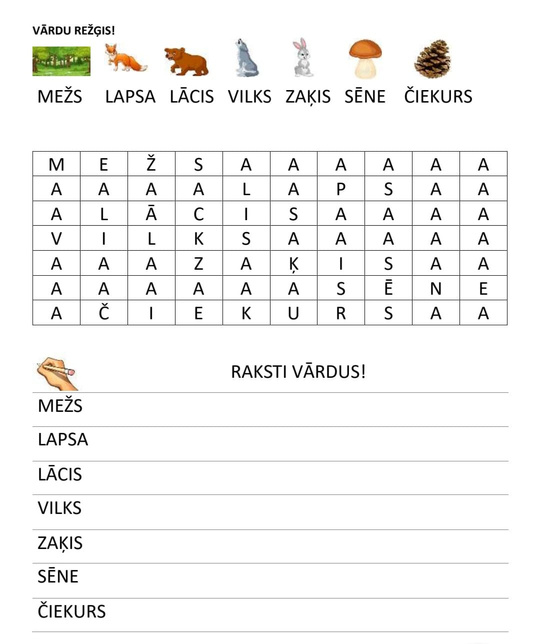 VĀRDU REŽĢIS!
MEŽS LAPSA LĀCIS VILKS ZAĶIS SĒNE ČIEKURS
M E Ž S A A A A A A
A A A A L A P S A A
A L Ā C I S A A A A
V I L K S A A A A A
A A A Z A Ķ I S A A
A A A A A A S Ē N E
A Č I E K U R S A A
RAKSTI VĀRDUS!
MEŽS
LAPSA
LĀCIS
VILKS
ZAĶIS
SĒNE
ČIEKURS